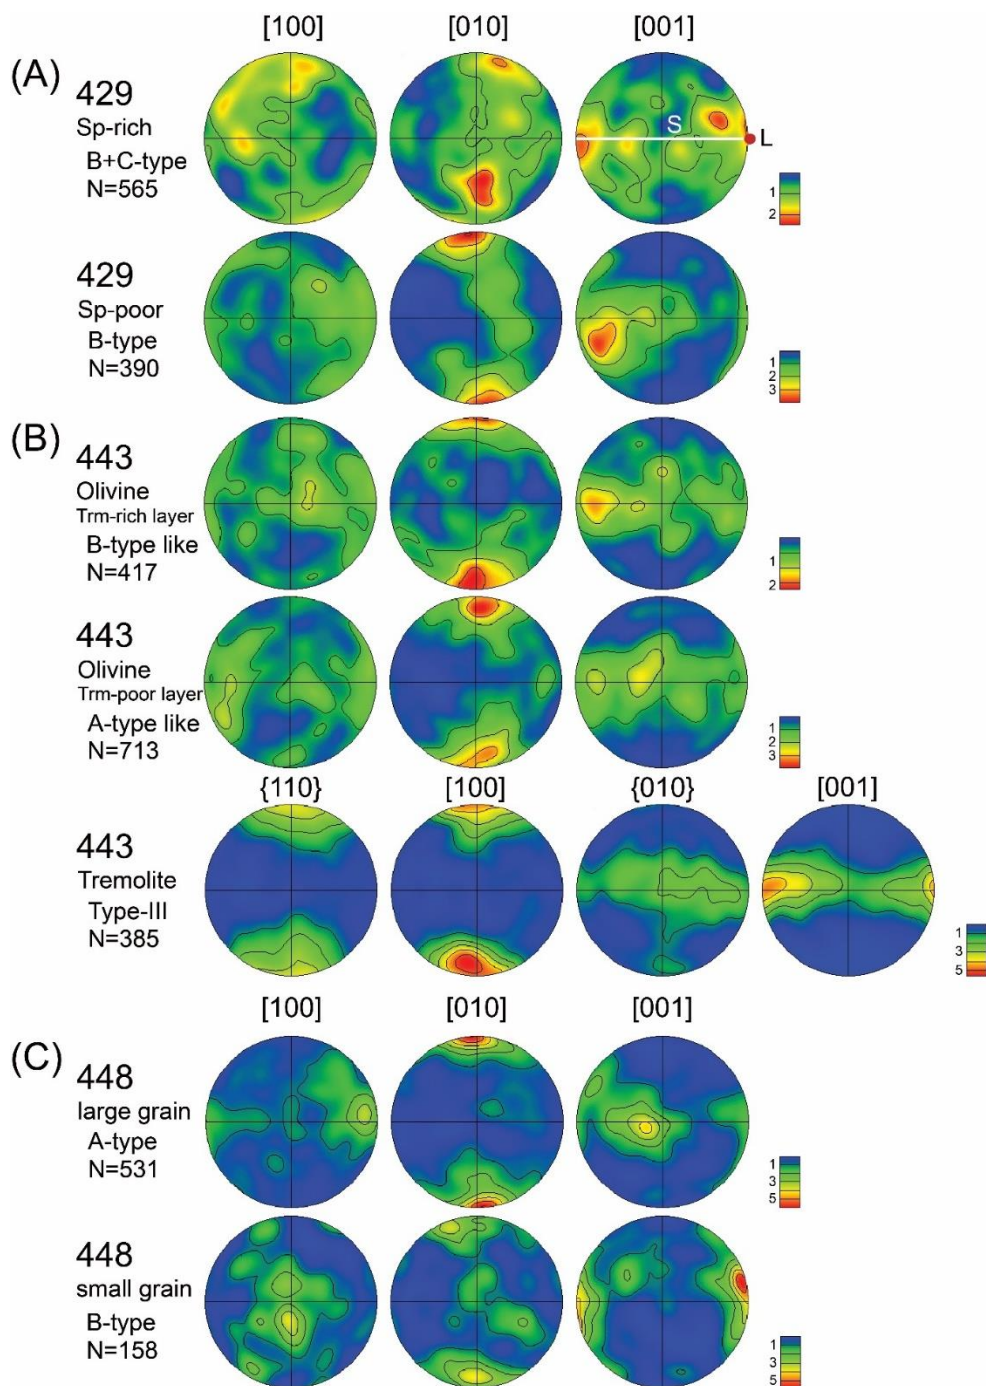 [100] [010] [001]
(A)
429
Sp-rich
B+C-type
N=565
S
L
1
2
429
Sp-poor
B-type
N=390
1
2
3
(B)
443
Olivine
Trm-rich layer
B-type like
N=417
1
2
443
Olivine
Trm-poor layer
A-type like
N=713
1
2
3
{110} [100] {010} [001]
443
Tremolite
Type-III
N=385
1
3
5
[100] [010] [001]
(C)
448
large grain
A-type
N=531
1
3
5
448
small grain
B-type
N=158
1
3
5